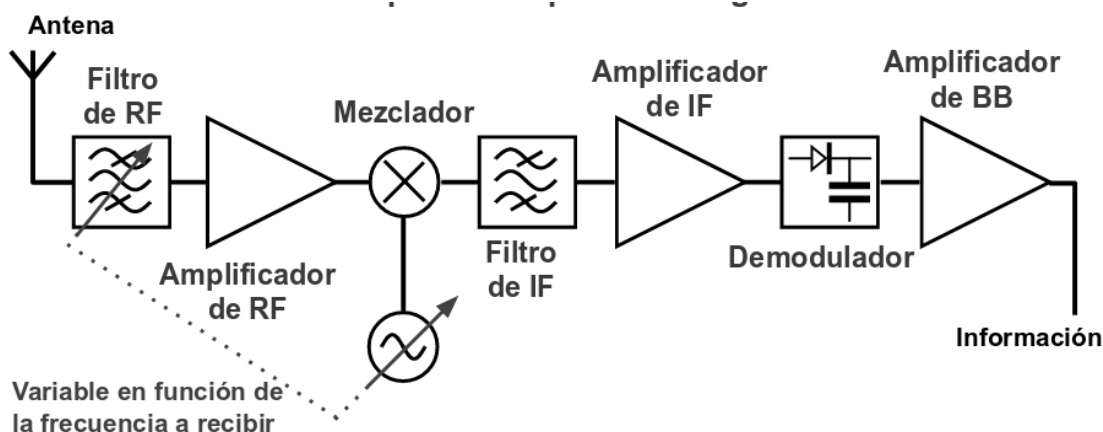 Antena
Filtro
de RF
Mezclador
Amplificador
de IF
Amplificador
de BB
Amplificador
de RF
Filtro
de IF
Demodulador
Información
Variable en función de
la frecuencia a recibir